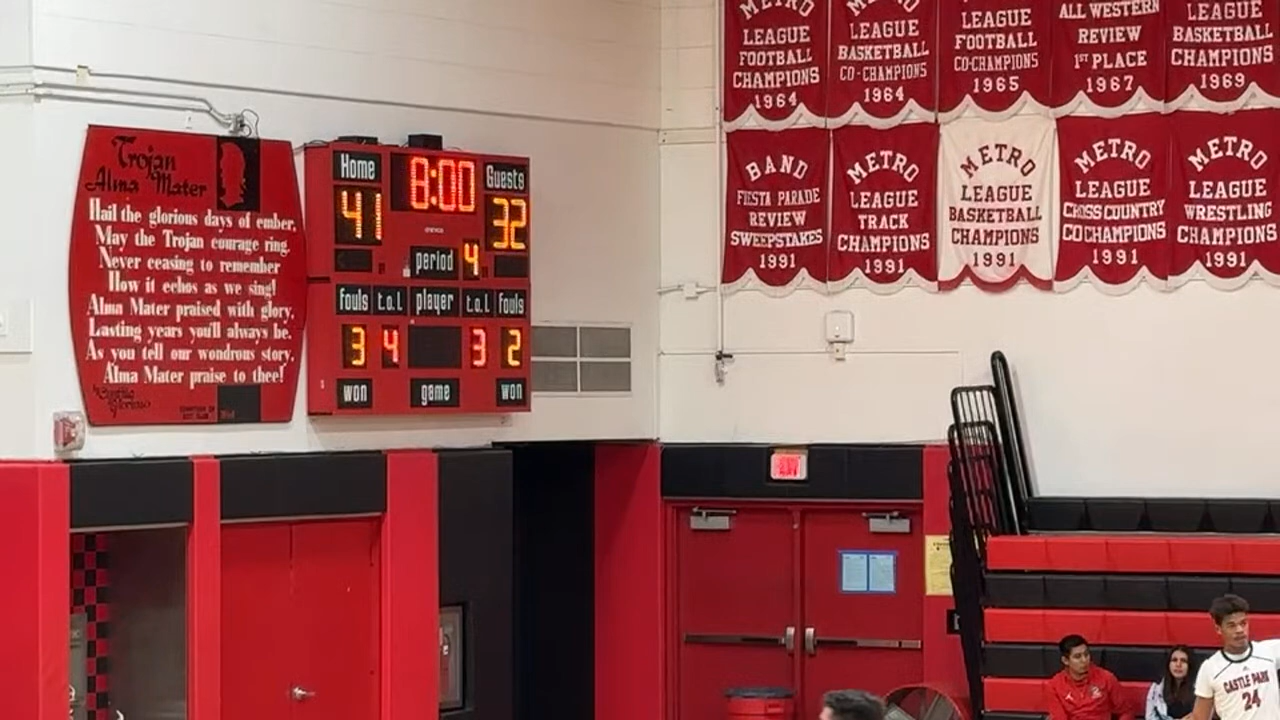 Trojan
Alma Mater
Hail the glorious days of ember,
May the Trojan courage ring.
Never ceasing to remember
How it echos as we sing!
Alma Mater praised with glory,
Lasting years you'll always be.
As you tell our wondrous story.
Alma Mater praise to thee!
Home 8:00 Guests
41 32
period 4
fouls t.o.l player t.o.l fouls
3 4 3 2
won game won
METRO
LEAGUE
FOOTBALL
CHAMPIONS
1964
METRO
LEAGUE
BASKETBALL
CO-CHAMPIONS
1964
LEAGUE
FOOTBALL
CO-CHAMPIONS
1965
ALL WESTERN
REVIEW
1ST PLACE
1967
LEAGUE
BASKETBALL
CHAMPIONS
1969
BAND
FIESTA PARADE
REVIEW
SWEEPSTAKES
1991
METRO
LEAGUE
TRACK
CHAMPIONS
1991
METRO
LEAGUE
BASKETBALL
CHAMPIONS
1991
METRO
LEAGUE
CROSS COUNTRY
CO CHAMPIONS
1991
METRO
LEAGUE
WRESTLING
CHAMPIONS
1991
CASTLE PARK
24